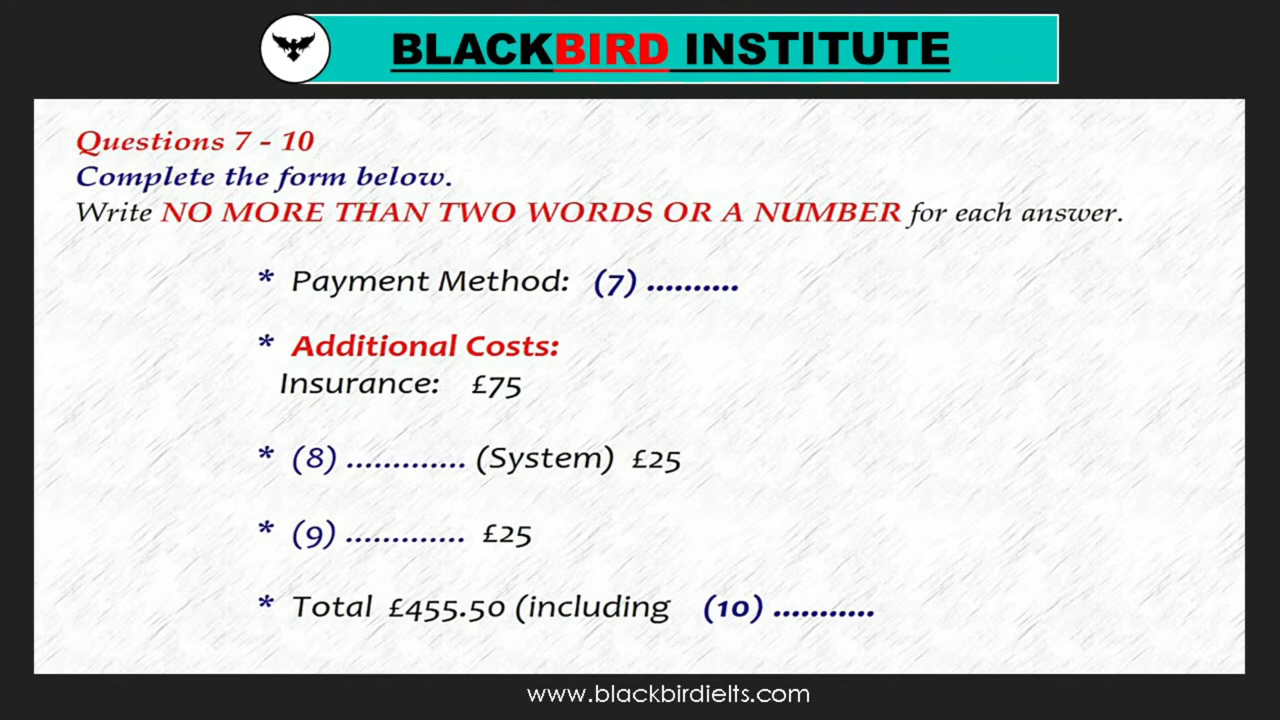 BLACKBIRD INSTITUTE
Questions 7 - 10
Complete the form below.
Write NO MORE THAN TWO WORDS OR A NUMBER for each answer.
* Payment Method: (7) ..........
* Additional Costs:
Insurance: £75
* (8) ............. (System) £25
* (9) ............. £25
* Total £455.50 (including (10) ...........
www.blackbirdielts.com